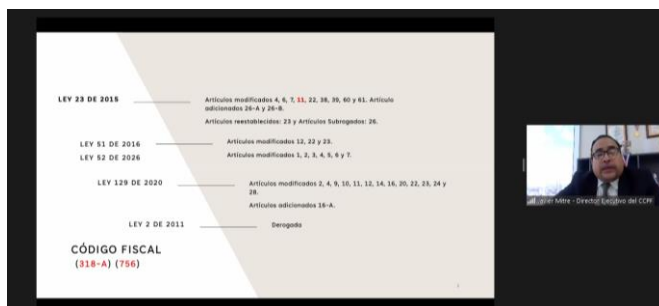 LEY 23 DE 2015
Artículos modificados 4, 6, 7, 11, 22, 38, 39, 60 y 61. Artículo
adicionados 26-A y 26-B.
Artículos reestablecidos: 23 y Artículos Subrogados: 26.
LEY 51 DE 2016
Artículos modificados 12, 22 y 23.
LEY 52 DE 2026
Artículos modificados 1, 2, 3, 4, 5, 6 y 7.
LEY 129 DE 2020
Artículos modificados 2, 4, 9, 10, 11, 12, 14, 16, 20, 22, 23, 24 y
28.
Artículos adicionados 16-A.
LEY 2 DE 2011
Derogada
CÓDIGO FISCAL
(318-A) (756)
Mitre - Director Ejecutivo del CCPF